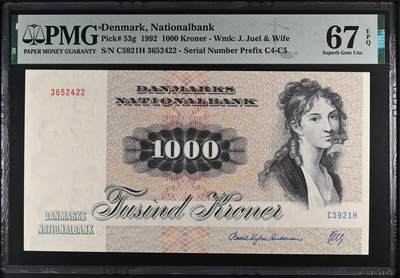 PMG
PAPER MONEY GUARANTY
Denmark, Nationalbank
Pick# 53g 1992 1000 Kroner - Wmk: J. Juel & Wife
S/N C5921H 3652422 - Serial Number Prefix C4-C5
67 EPQ
Superb Gem Unc
3652422
DANMARKS
NATIONALBANK
1000
Tusind Kroner
DANMARKS
NATIONALBANK
C5921H